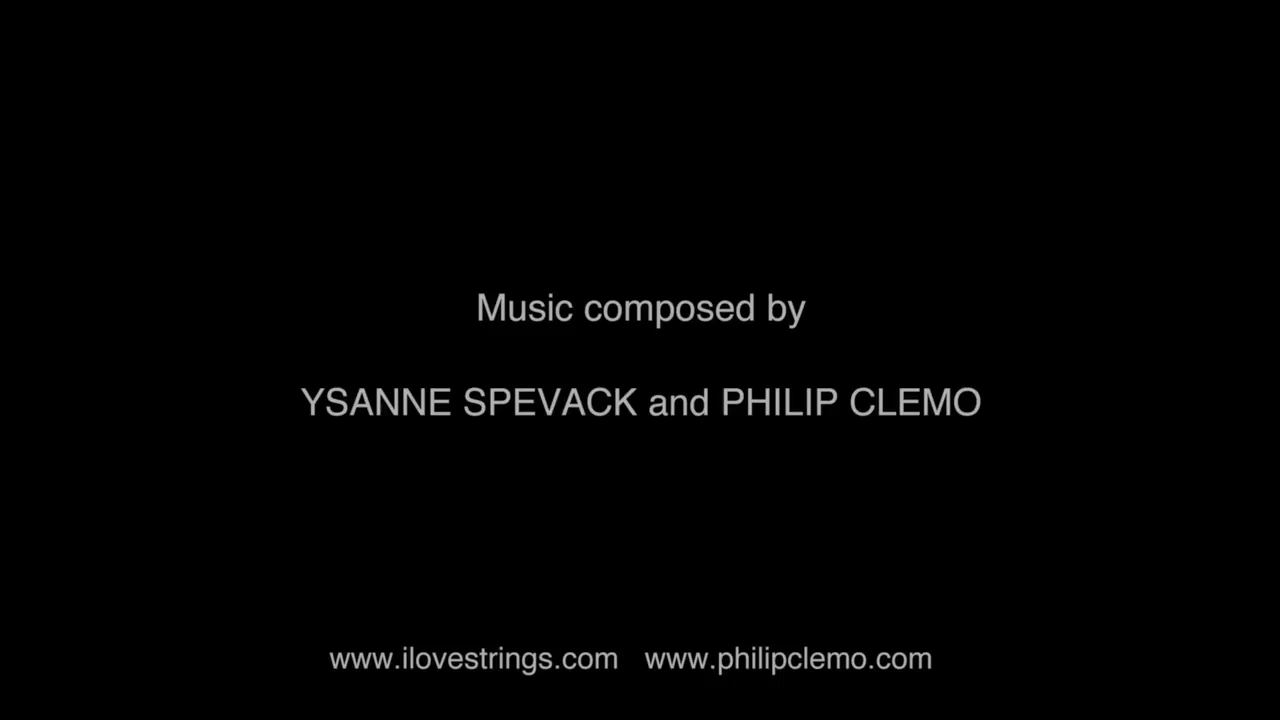 Music composed by
YSANNE SPEVACK and PHILIP CLEMO
www.ilovestrings.com www.philipclemo.com